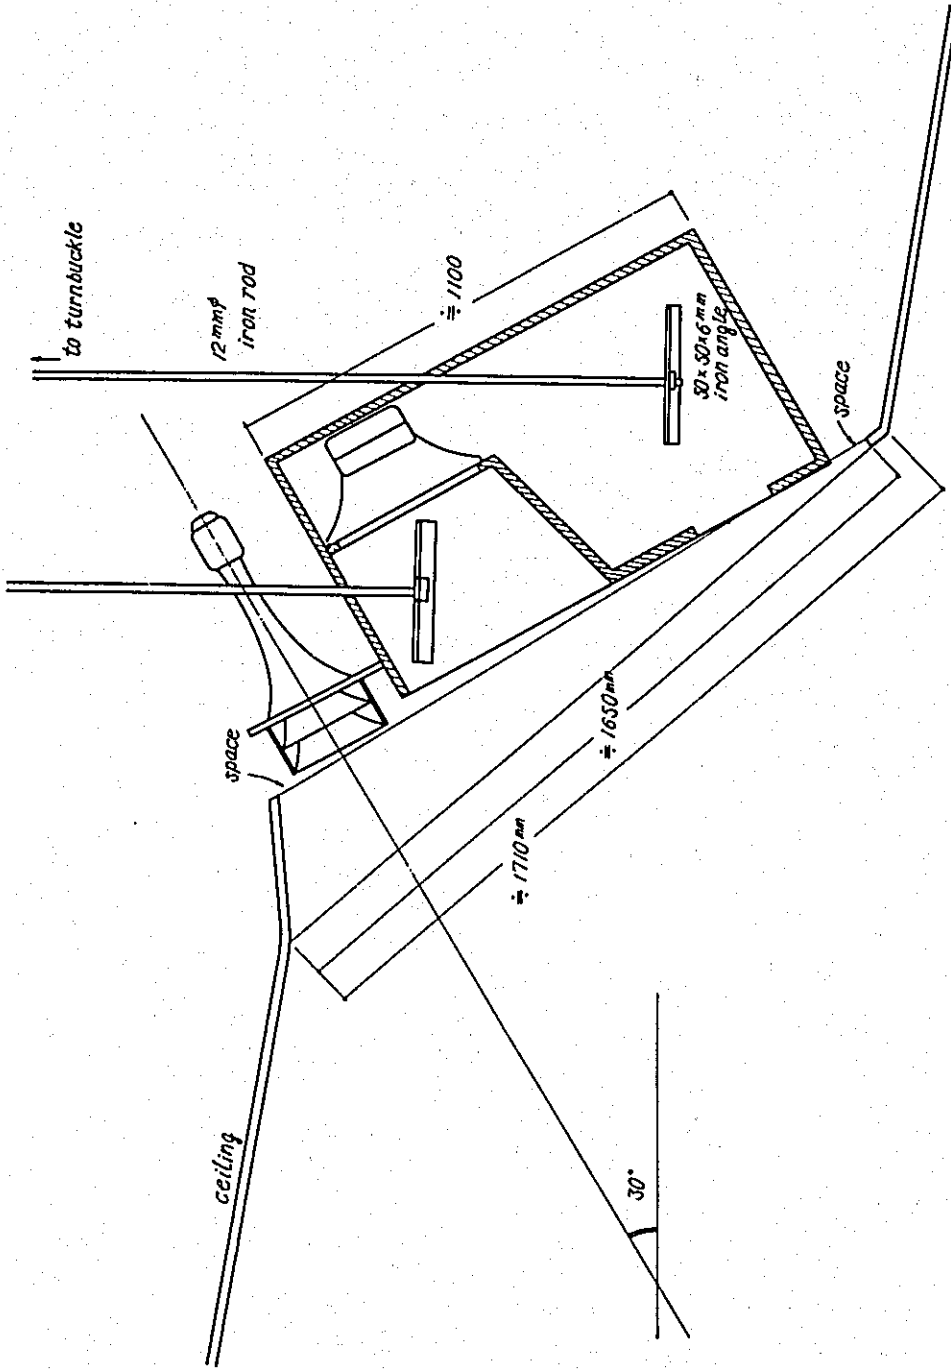 to turnbuckle
12mmφ
iron rod
≒1100
50×50×6mm
iron angle
space
space
≒1650mm
≒1710mm
ceiling
30°